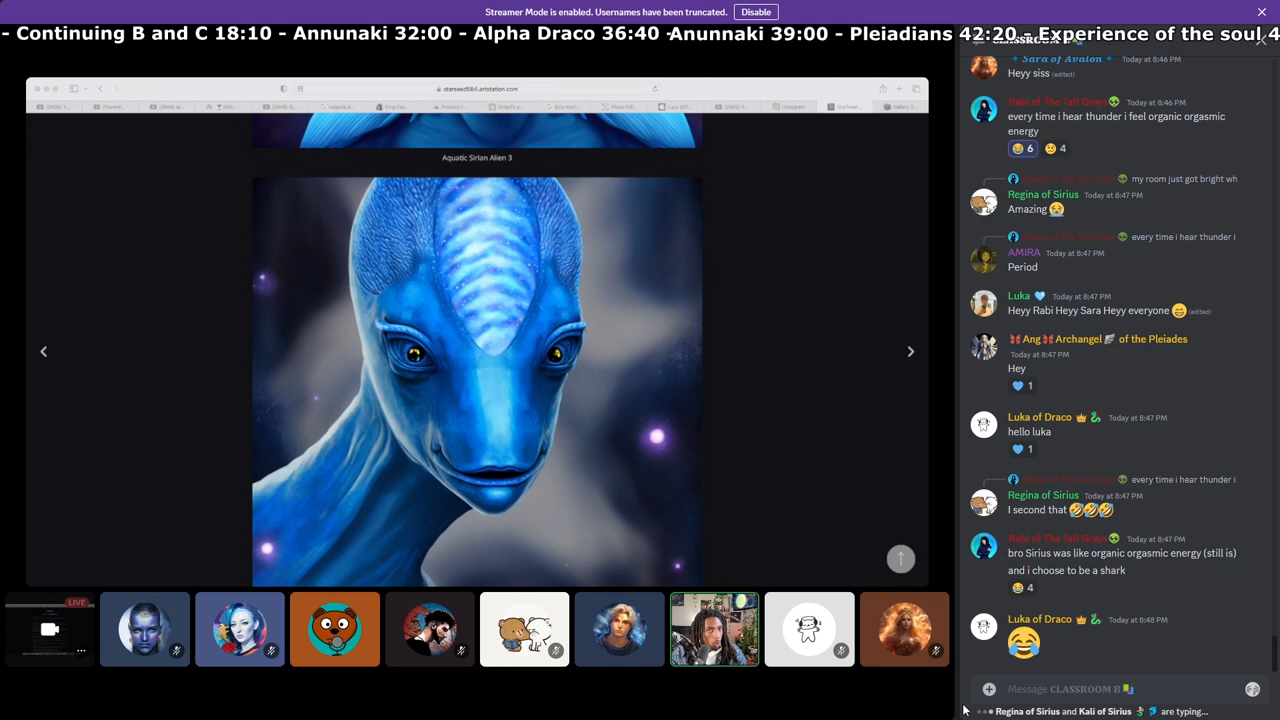 Streamer Mode is enabled. Usernames have been truncated. Disable
- Continuing B and C 18:10 - Annunaki 32:00 - Alpha Draco 36:40 -Anunnaki 39:00 - Pleiadians 42:20 - Experience of the soul 4
starseed584.artstation.com
Aquatic Sirian Alien 3
LIVE
CLASSROOM B
Sara of Avalon Today at 8:46 PM
Heyy siss (edited)
Rabi of The Tall Grays Today at 8:46 PM
every time i hear thunder i feel organic orgasmic
energy
😂 6 🤨 4
my room just got bright wh
Regina of Sirius Today at 8:47 PM
Amazing 😭
every time i hear thunder i
AMIRA Today at 8:47 PM
Period
Luka 🩵 Today at 8:47 PM
Heyy Rabi Heyy Sara Heyy everyone 😁 (edited)
Ang Archangel of the Pleiades
Today at 8:47 PM
Hey
🩵 1
Luka of Draco 👑 🐉 Today at 8:47 PM
hello luka
🩵 1
every time i hear thunder i
Regina of Sirius Today at 8:47 PM
I second that 🤣🤣🤣
Rabi of The Tall Grays👽 Today at 8:47 PM
bro Sirius was like organic orgasmic energy (still is)
and i choose to be a shark
😂 4
Luka of Draco 👑 🐉 Today at 8:48 PM
😂
Message CLASSROOM B
Regina of Sirius and Kali of Sirius are typing...